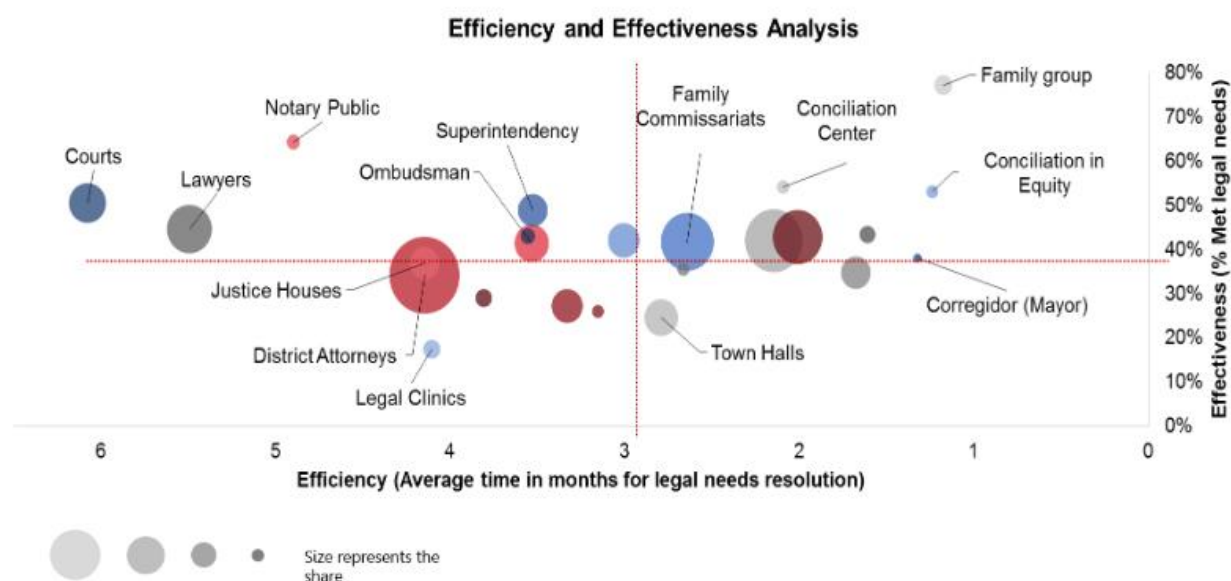 Efficiency and Effectiveness Analysis
80%
Family group
Family
Commissariats
Notary Public
70%
Conciliation
Center
Superintendency
Courts
Ombudsman
60%
Conciliation in
Equity
Lawyers
50%
40%
Justice Houses
Corregidor (Mayor)
30%
District Attorneys
Town Halls
20%
Legal Clinics
10%
0%
Effectiveness (% Met legal needs)
6 5 4 3 2 1 0
Efficiency (Average time in months for legal needs resolution)
Size represents the
share